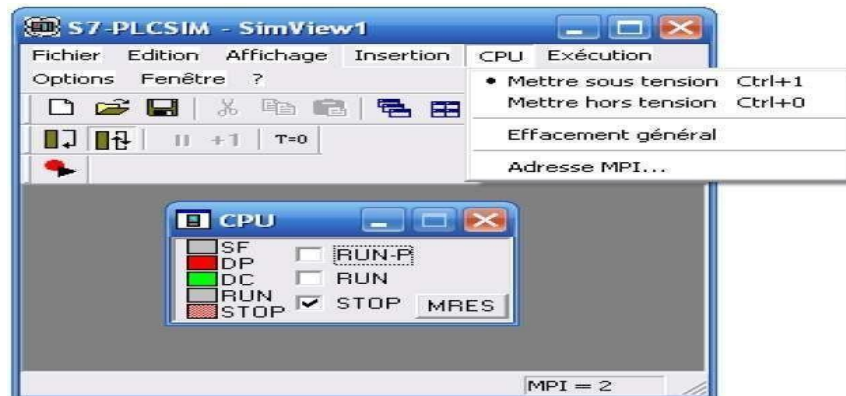 S7-PLCSIM - SimView1
Fichier Edition Affichage Insertion CPU Exécution
Options Fenêtre ?
Mettre sous tension Ctrl+1
Mettre hors tension Ctrl+0
Effacement général
Adresse MPI...
+1 T=0
CPU
SF
DP
DC
RUN
STOP
RUN-P
RUN
STOP MRES
MPI = 2